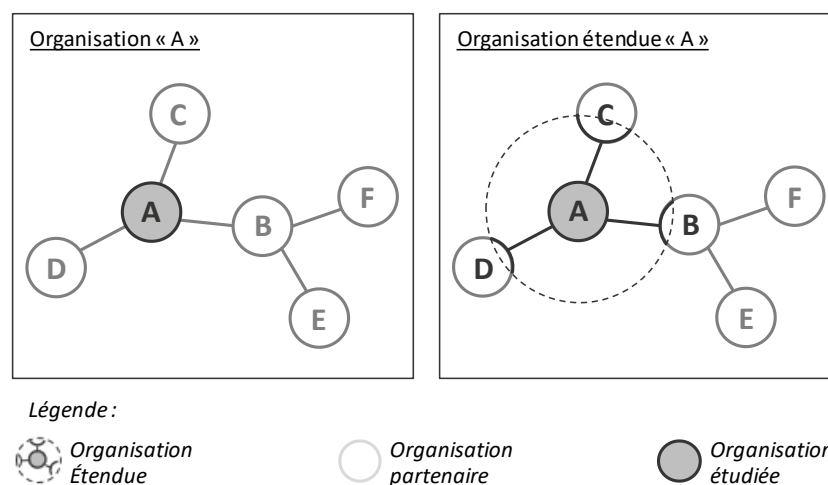 Organisation « A »
C
A
F
B
D
E
Organisation étendue « A »
C
A
F
B
D
E
Légende :
Organisation
Étendue
Organisation
partenaire
Organisation
étudiée